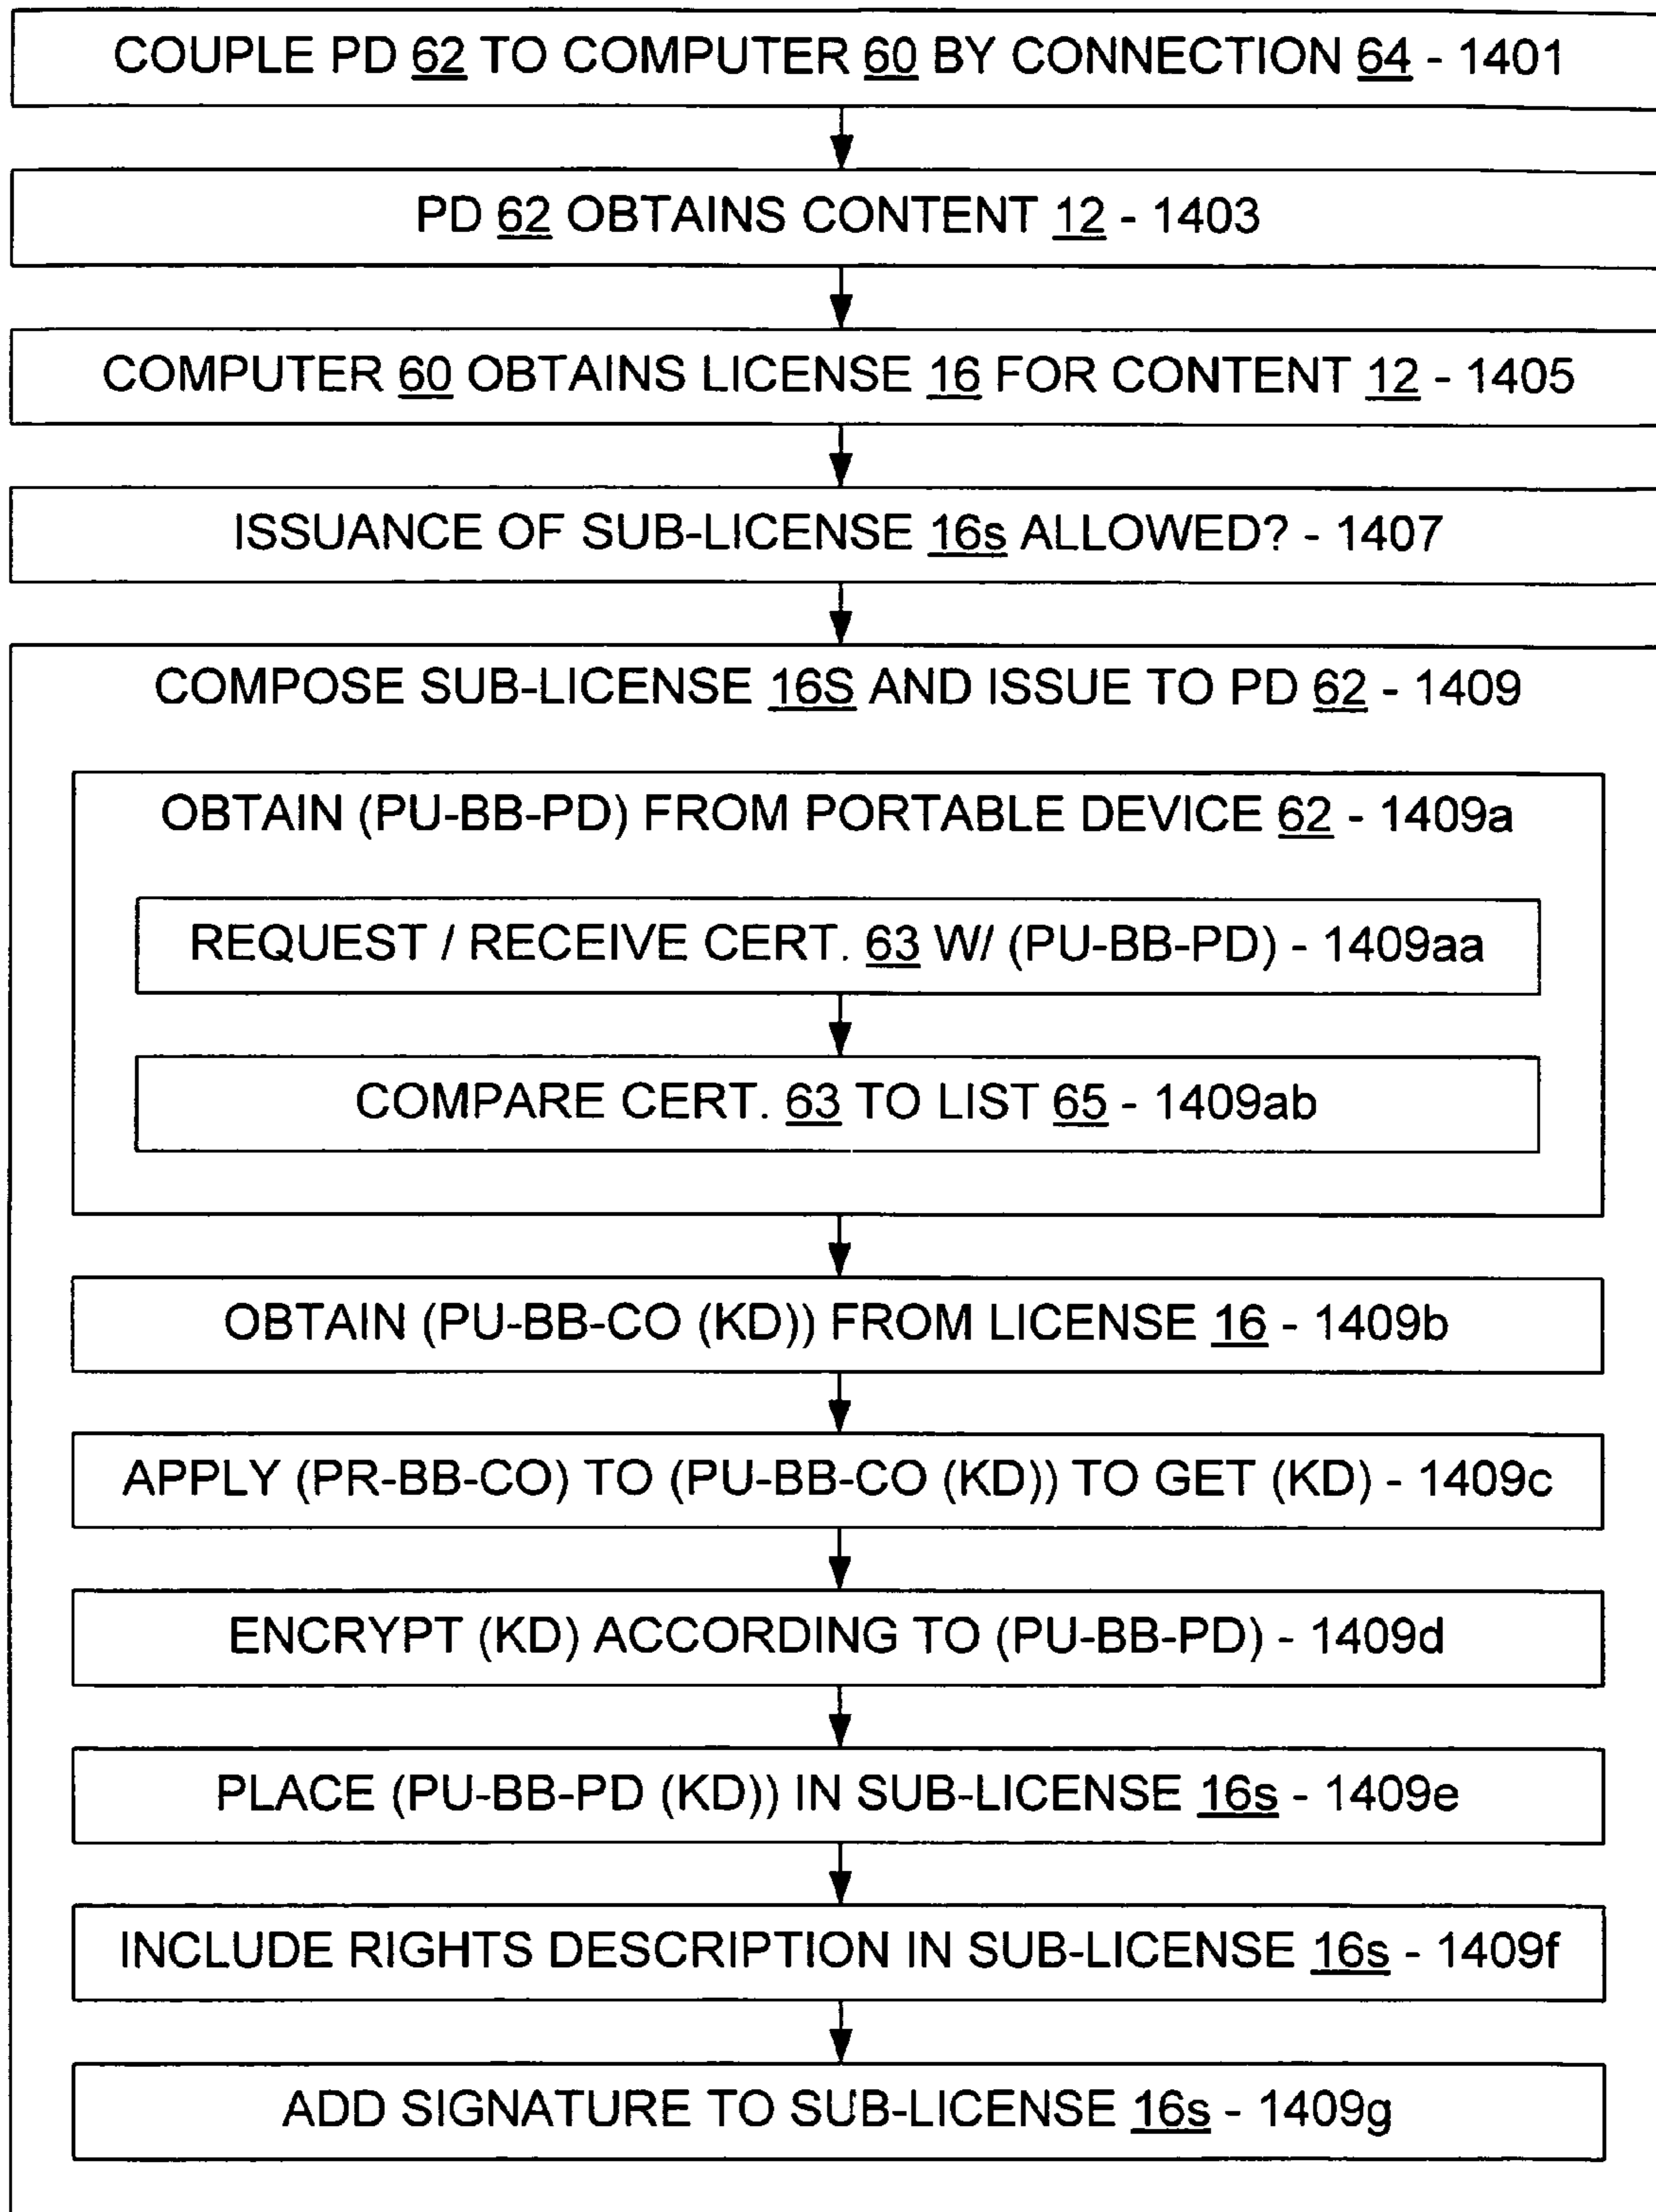 COUPLE PD 62 TO COMPUTER 60 BY CONNECTION 64 - 1401
PD 62 OBTAINS CONTENT 12 - 1403
COMPUTER 60 OBTAINS LICENSE 16 FOR CONTENT 12 - 1405
ISSUANCE OF SUB-LICENSE 16s ALLOWED? - 1407
COMPOSE SUB-LICENSE 16S AND ISSUE TO PD 62 - 1409
OBTAIN (PU-BB-PD) FROM PORTABLE DEVICE 62 - 1409a
REQUEST / RECEIVE CERT. 63 W/ (PU-BB-PD) - 1409aa
COMPARE CERT. 63 TO LIST 65 - 1409ab
OBTAIN (PU-BB-CO (KD)) FROM LICENSE 16 - 1409b
APPLY (PR-BB-CO) TO (PU-BB-CO (KD)) TO GET (KD) - 1409c
ENCRYPT (KD) ACCORDING TO (PU-BB-PD) - 1409d
PLACE (PU-BB-PD (KD)) IN SUB-LICENSE 16s - 1409e
INCLUDE RIGHTS DESCRIPTION IN SUB-LICENSE 16s - 1409f
ADD SIGNATURE TO SUB-LICENSE 16s - 1409g